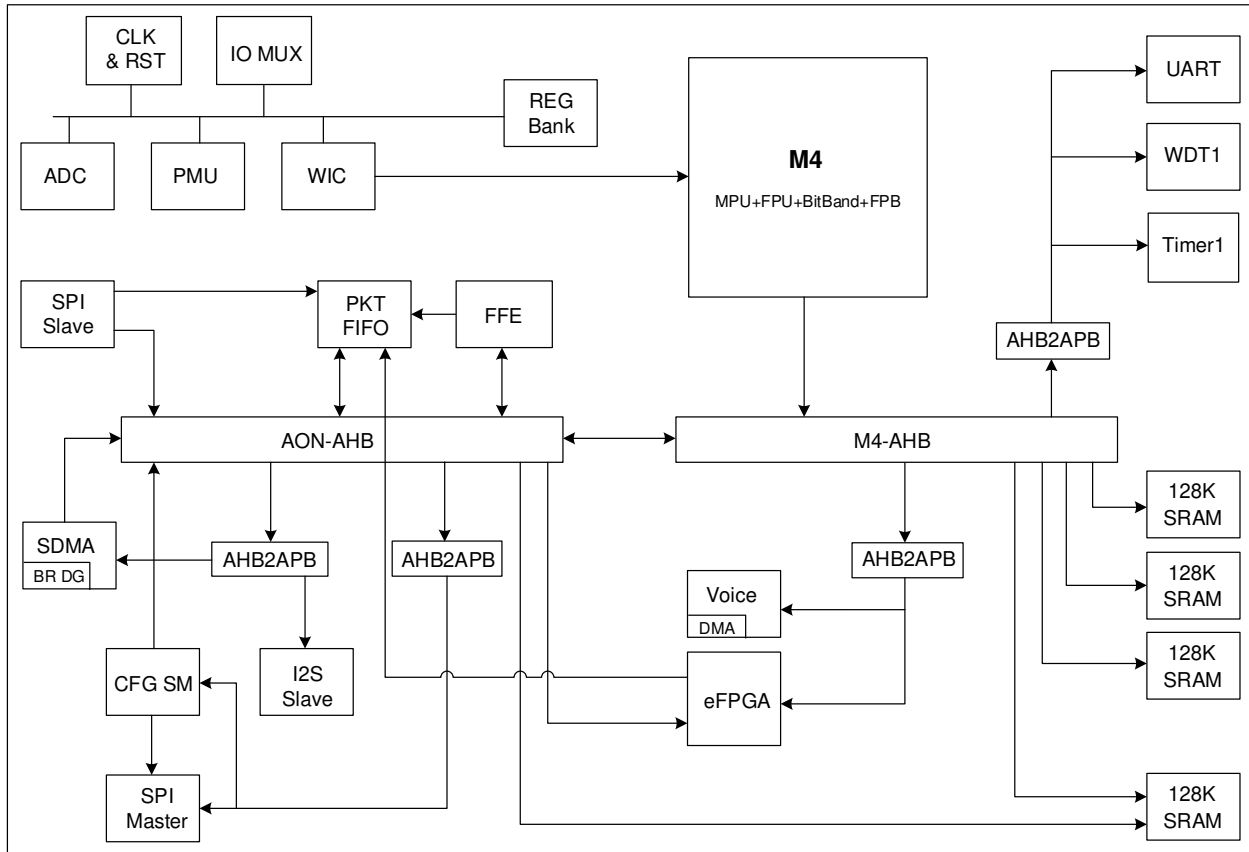 CLK
& RST
IO MUX
REG
Bank
ADC
PMU
WIC
M4
MPU+FPU+BitBand+FPB
UART
WDT1
Timer1
SPI
Slave
PKT
FIFO
FFE
AHB2APB
AON-AHB
M4-AHB
SDMA
BR DG
AHB2APB
AHB2APB
AHB2APB
128K
SRAM
128K
SRAM
128K
SRAM
Voice
DMA
CFG SM
I2S
Slave
eFPGA
SPI
Master
128K
SRAM